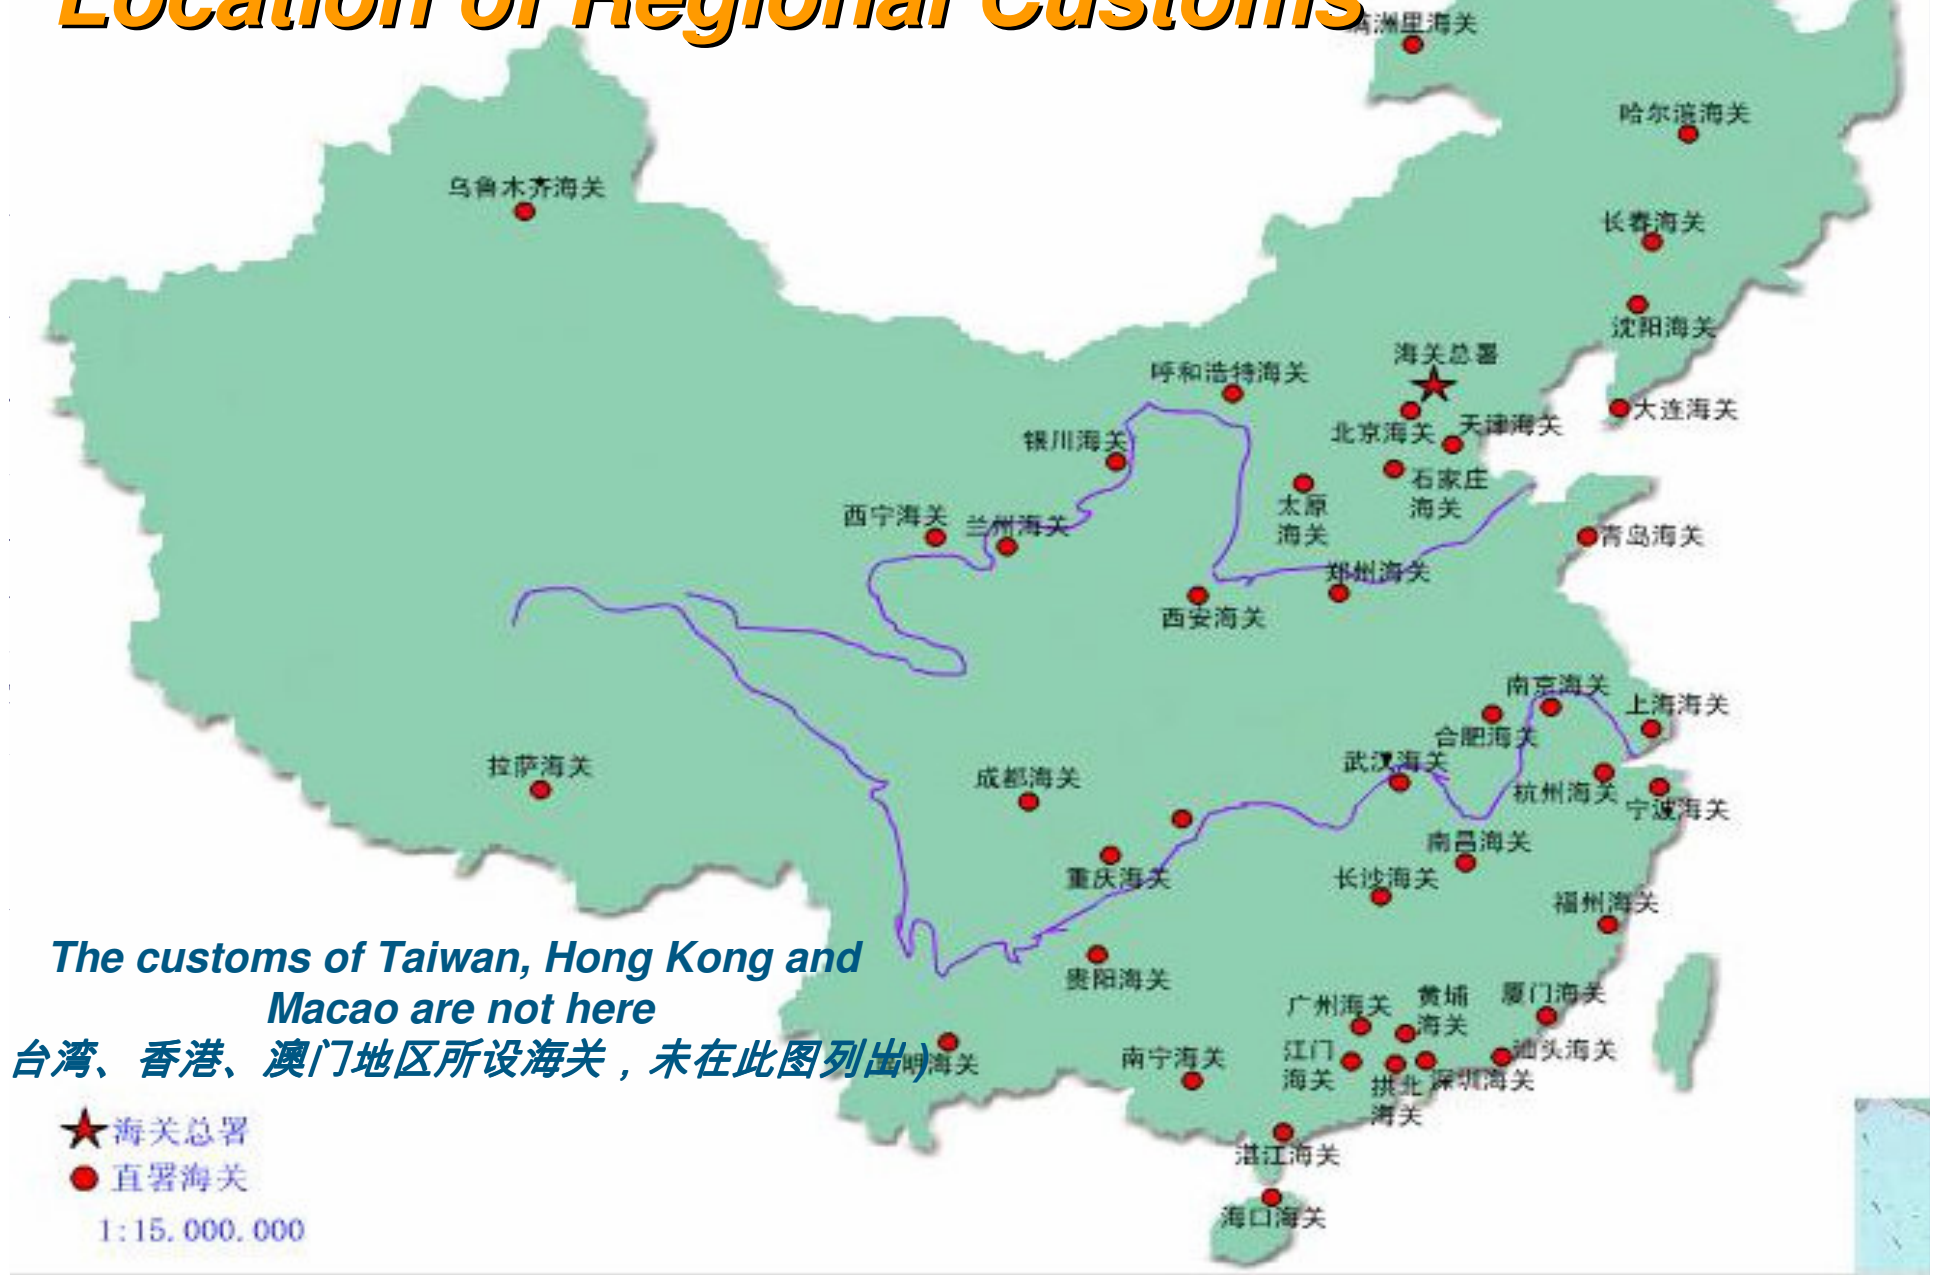 Location of Regional Customs
满洲里海关
哈尔滨海关
乌鲁木齐海关
长春海关
沈阳海关
海关总署
呼和浩特海关
大连海关
北京海关
天津海关
银川海关
石家庄
海关
太原
海关
西宁海关
兰州海关
青岛海关
郑州海关
西安海关
南京海关
上海海关
合肥海关
武汉海关
拉萨海关
成都海关
杭州海关
宁波海关
南昌海关
重庆海关
长沙海关
福州海关
The customs of Taiwan, Hong Kong and
Macao are not here
台湾、香港、澳门地区所设海关，未在此图列出）
贵阳海关
广州海关
黄埔
海关
厦门海关
明海关
南宁海关
江门
海关
拱北
海关
深圳海关
汕头海关
湛江海关
海口海关
海关总署
直署海关
1:15.000.000